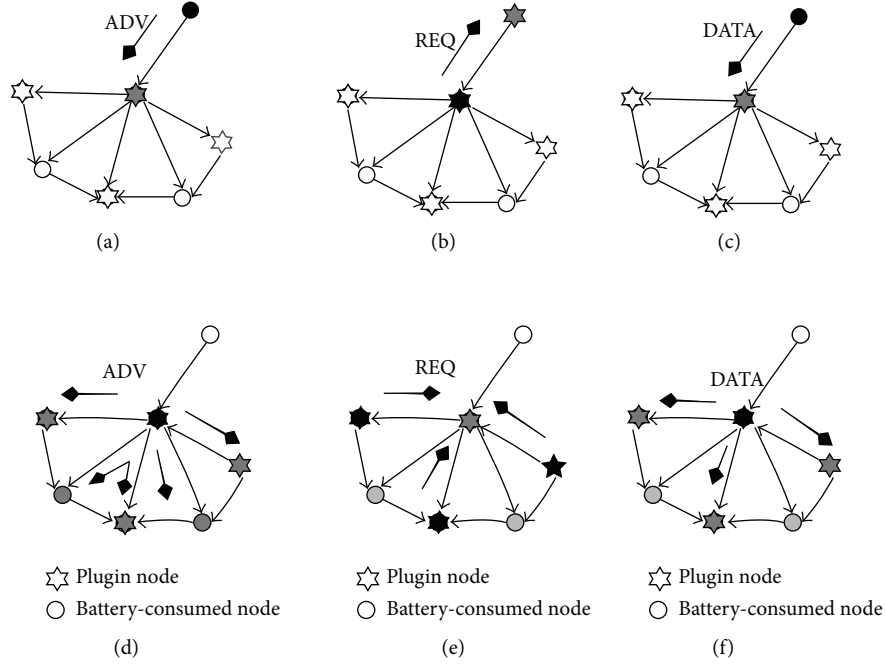 ADV
REQ
DATA
(a)
(b)
(c)
ADV
REQ
DATA
Plugin node
Battery-consumed node
Plugin node
Battery-consumed node
Plugin node
Battery-consumed node
(d)
(e)
(f)